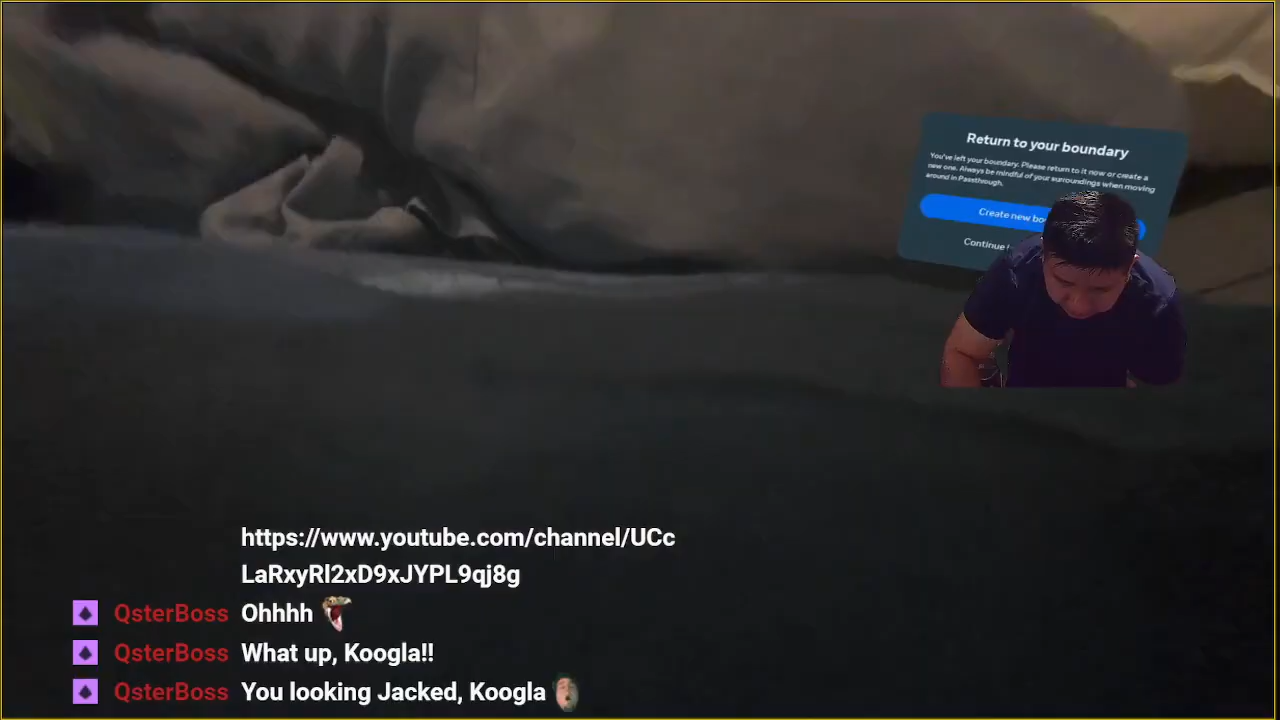 Return to your boundary
You've left your boundary. Please return to it now or create a
new one. Always be mindful of your surroundings when moving
around in Passthrough.
Create new
Continue
https://www.youtube.com/channel/UCc
LaRxyRl2xD9xJYPL9qj8g
QsterBoss Ohhhh
QsterBoss What up, Koogla!!
QsterBoss You looking Jacked, Koogla